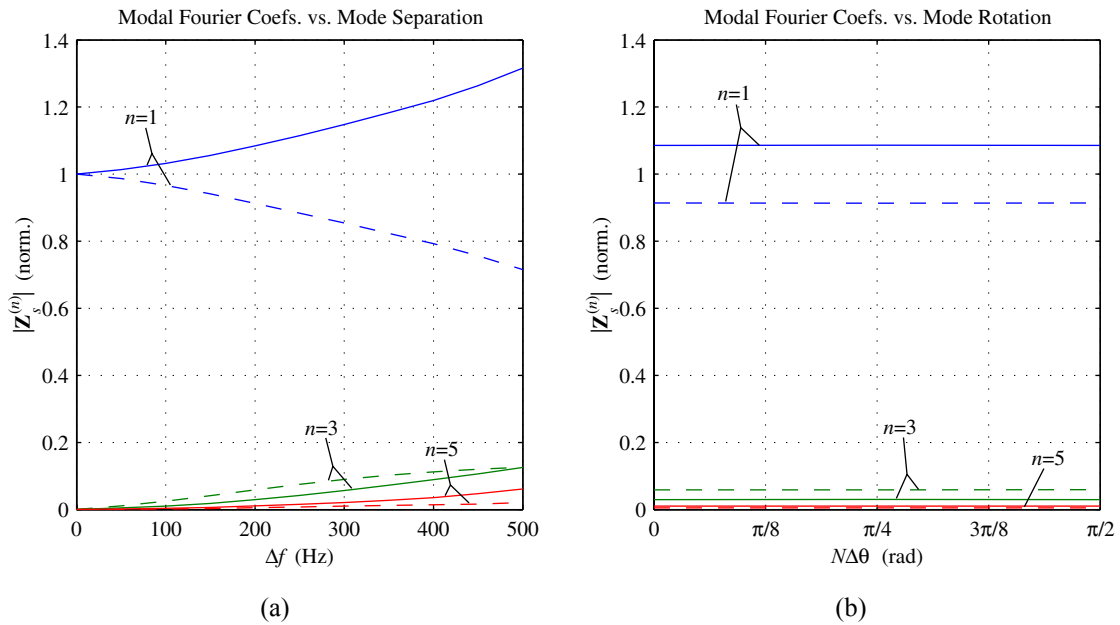 Modal Fourier Coefs. vs. Mode Separation
1.4
1.2
1
0.8
0.6
0.4
0.2
0
|Z_s^(n)| (norm.)
n=1
n=3
n=5
0 100 200 300 400 500
Δf (Hz)
(a)
Modal Fourier Coefs. vs. Mode Rotation
1.4
1.2
1
0.8
0.6
0.4
0.2
0
|Z_s^(n)| (norm.)
n=1
n=3
n=5
0 π/8 π/4 3π/8 π/2
NΔθ (rad)
(b)